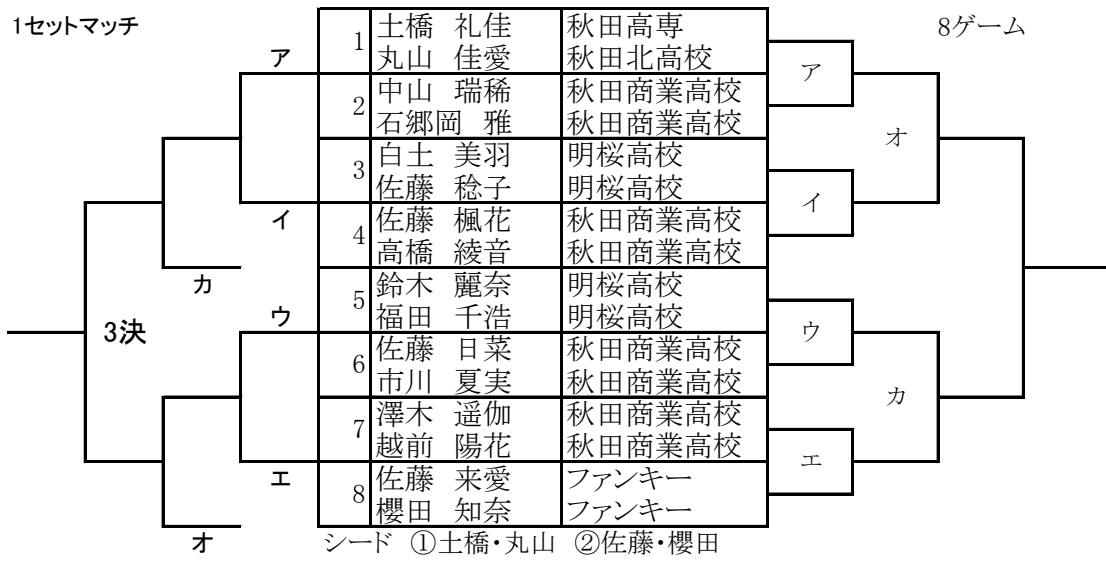 1セットマッチ
8ゲーム
1 土橋 礼佳 秋田高専
丸山 佳愛 秋田北高校
2 中山 瑞稀 秋田商業高校
石郷岡 雅 秋田商業高校
3 白土 美羽 明桜高校
佐藤 稔子 明桜高校
4 佐藤 楓花 秋田商業高校
高橋 綾音 秋田商業高校
5 鈴木 麗奈 明桜高校
福田 千浩 明桜高校
6 佐藤 日菜 秋田商業高校
市川 夏実 秋田商業高校
7 澤木 遥伽 秋田商業高校
越前 陽花 秋田商業高校
8 佐藤 来愛 ファンキー
櫻田 知奈 ファンキー
ア
イ
カ
ウ
3決
エ
オ
ア
オ
イ
ウ
カ
エ
シード ①土橋・丸山 ②佐藤・櫻田